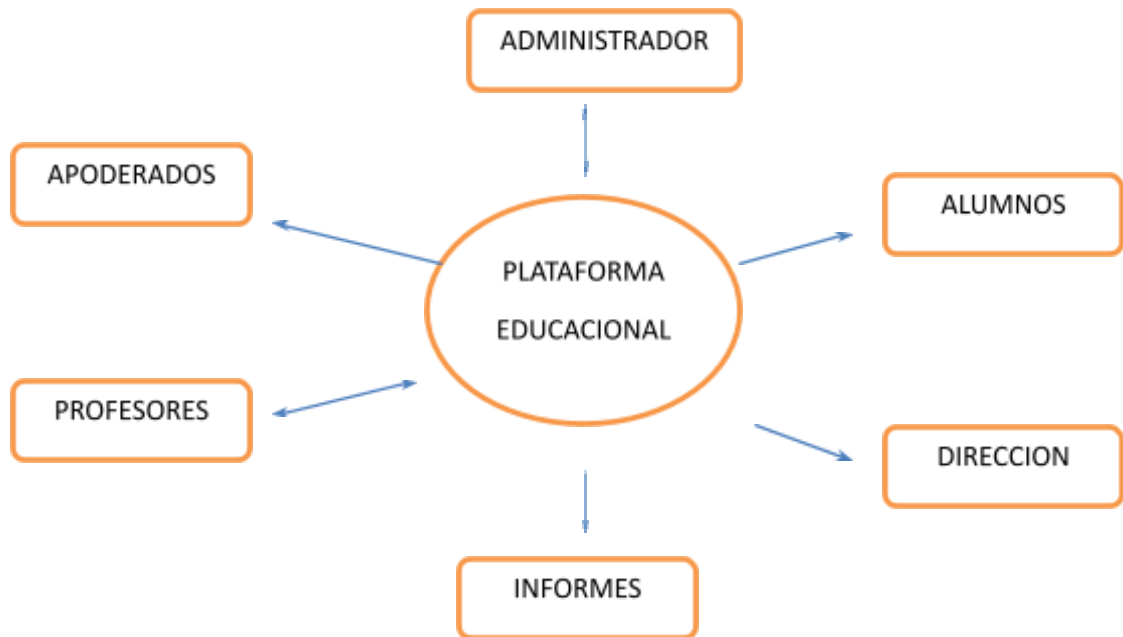 ADMINISTRADOR
APODERADOS
ALUMNOS
PLATAFORMA
EDUCACIONAL
PROFESORES
DIRECCION
INFORMES